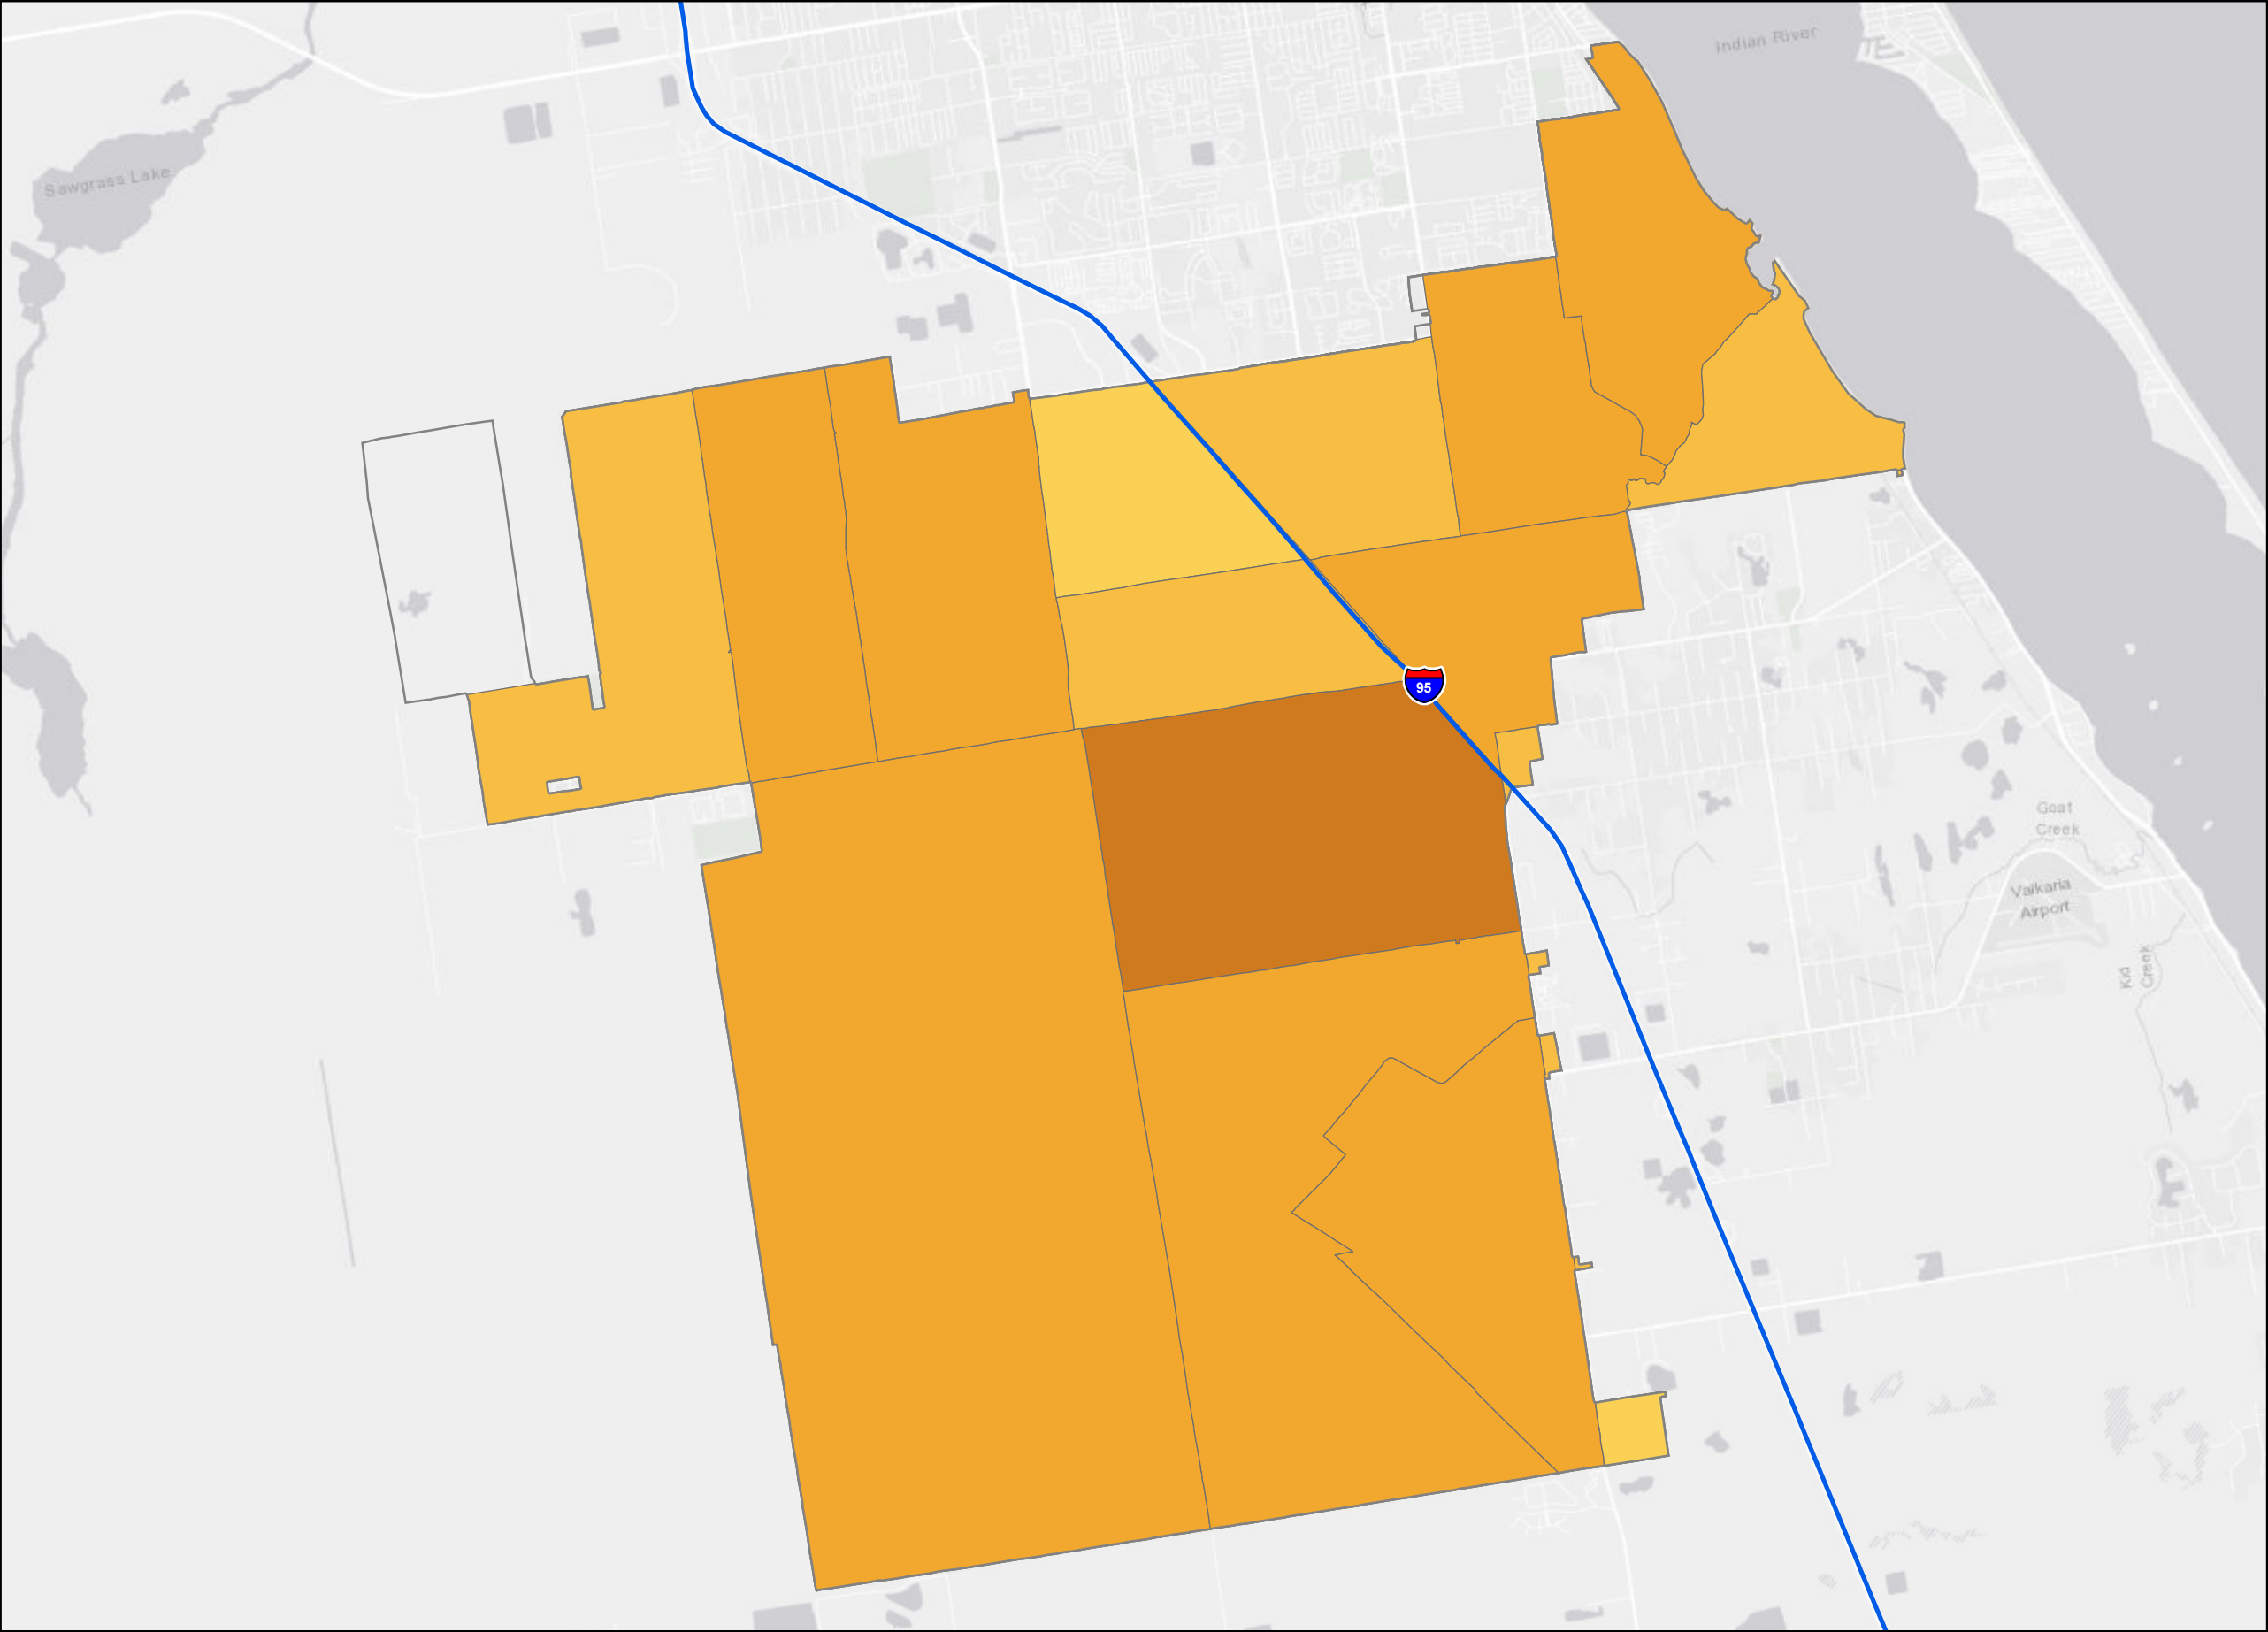 Indian River
Sawgrass Lake
95
Goat
Creek
Valkaria
Airport
Kid
Creek